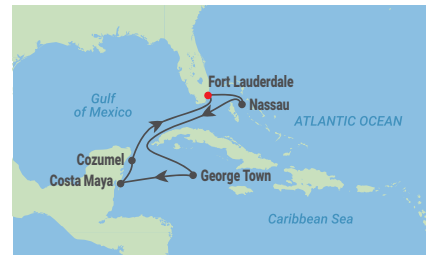 Fort Lauderdale
Gulf
of Mexico
Nassau
ATLANTIC OCEAN
Cozumel
Costa Maya
George Town
Caribbean Sea